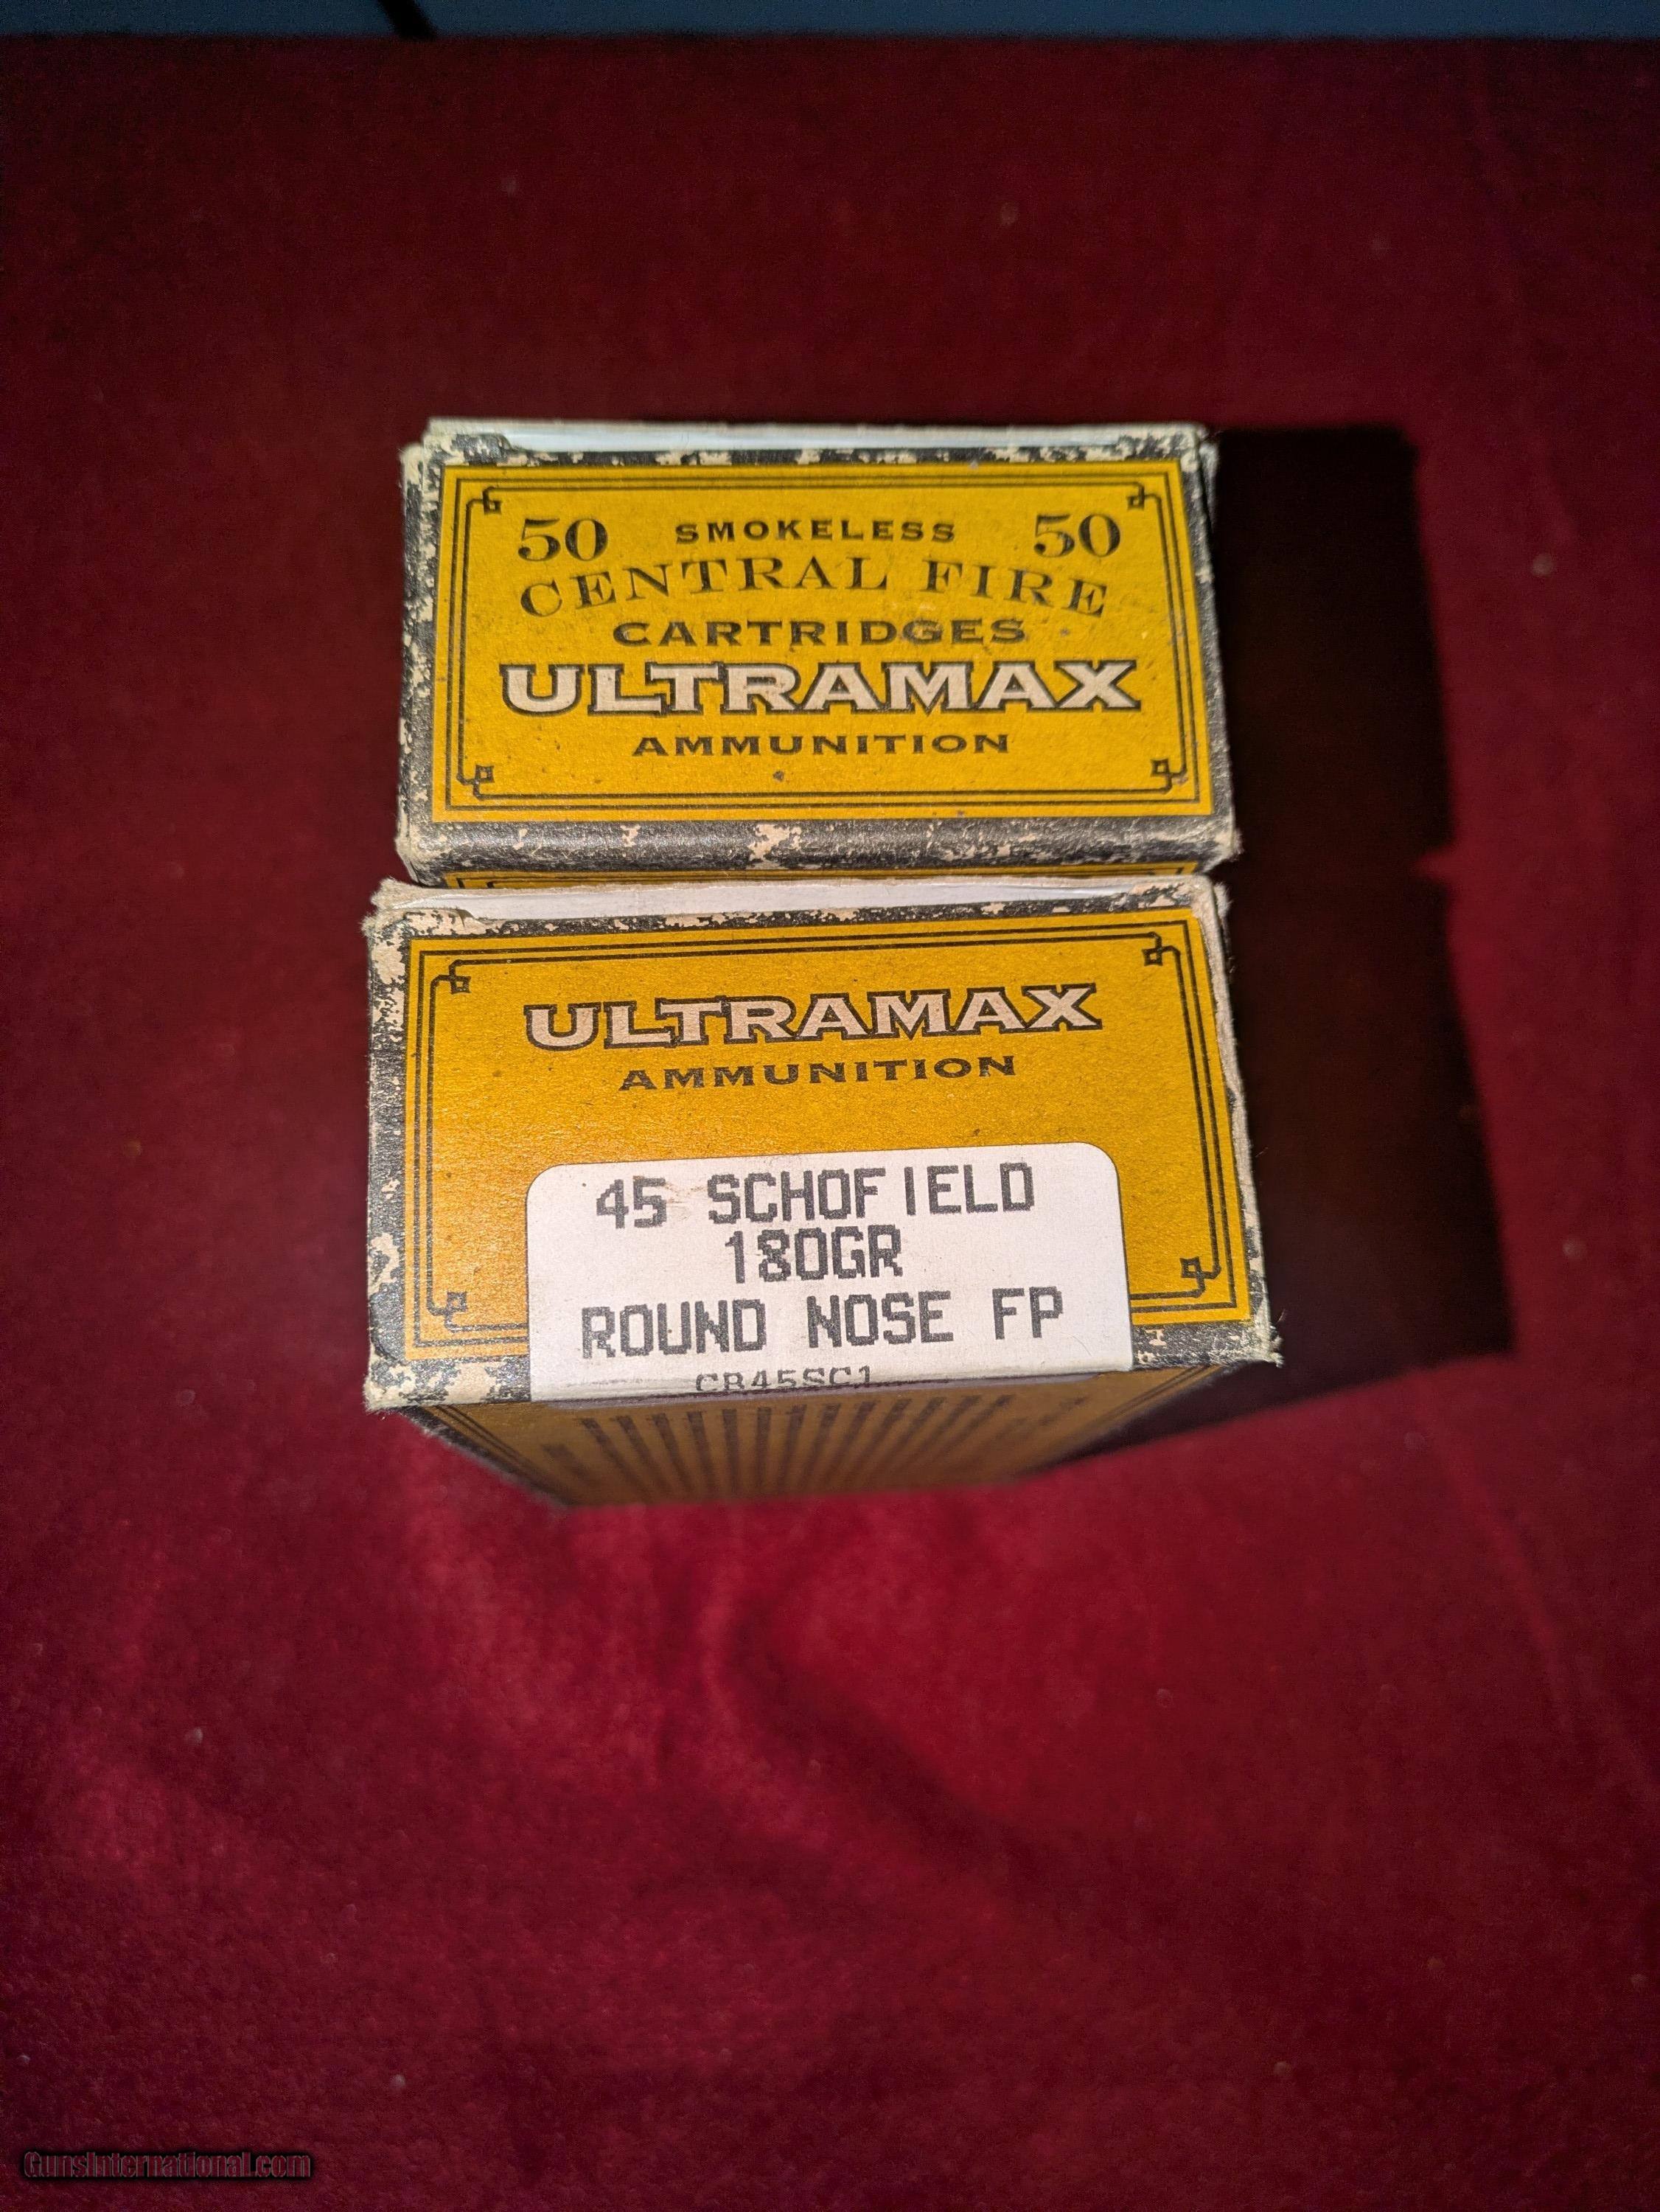 50 SMOKELESS 50
CENTRAL FIRE
CARTRIDGES
ULTRAMAX
AMMUNITION
ULTRAMAX
AMMUNITION
45 SCHOFIELD
180GR
ROUND NOSE FP
CB45SC1
GunsInternational.com